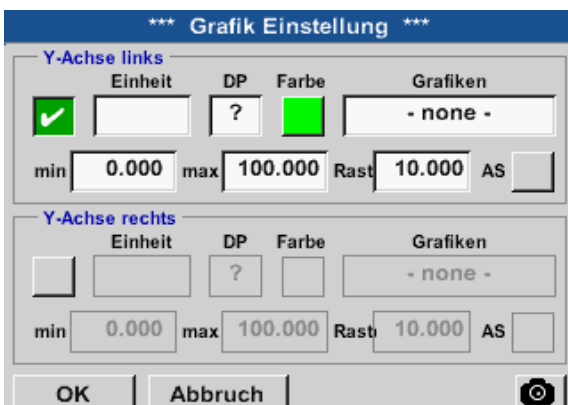 *** Grafik Einstellung ***
Y-Achse links
Einheit DP Farbe Grafiken
? - none -
min 0.000 max 100.000 Rast 10.000 AS
Y-Achse rechts
Einheit DP Farbe Grafiken
? - none -
min 0.000 max 100.000 Rast 10.000 AS
OK Abbruch